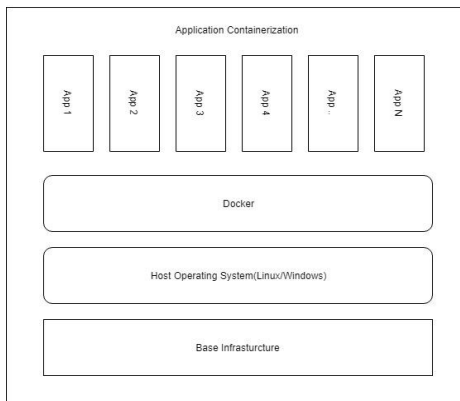 Application Containerization
App 1
App 2
App 3
App 4
App ..
App N
Docker
Host Operating System(Linux/Windows)
Base Infrasturcture